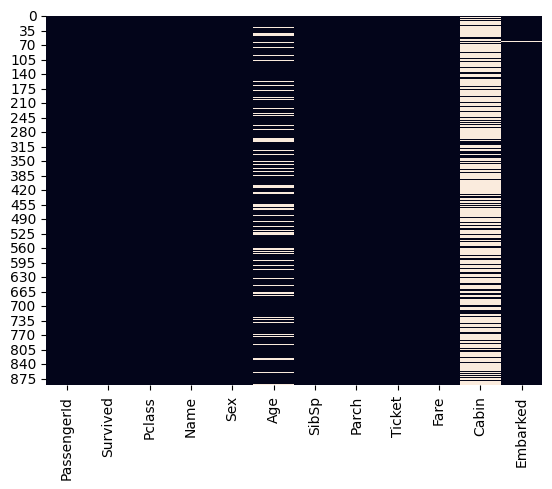 0
35
70
105
140
175
210
245
280
315
350
385
420
455
490
525
560
595
630
665
700
735
770
805
840
875
PassengerId
Survived
Pclass
Name
Sex
Age
SibSp
Parch
Ticket
Fare
Cabin
Embarked